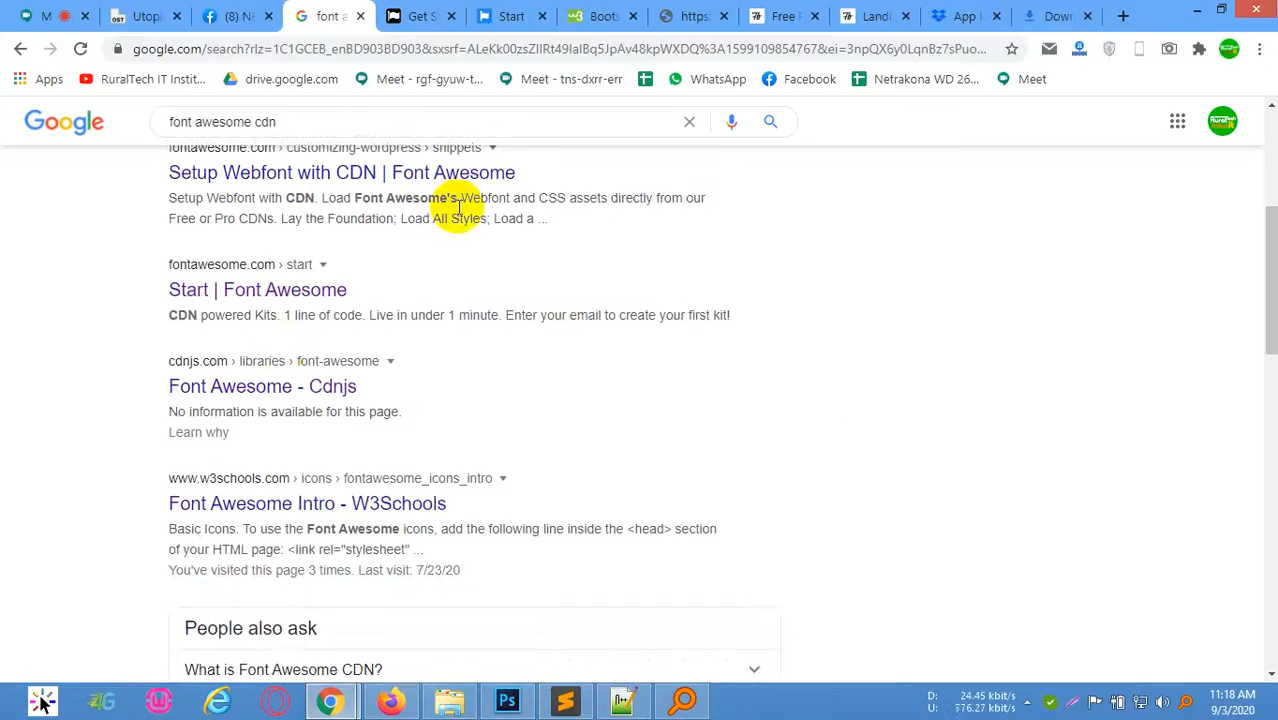 M
Utopi
(8) (NE
font a
Get S
Start
Boots
https:
Free R
Landi
App l
Down
google.com/search?rlz=1C1GCEB_enBD903BD903&sxsrf=ALeKk00zsZIlRt49IaIBq5JpAv48kpWXDQ%3A1599109854767&ei=3npQX6y0LqnBz7sPuo...
Apps
RuralTech IT Instit...
drive.google.com
Meet - rgf-gyuw-t...
Meet - tns-dxrr-err
WhatsApp
Facebook
Netrakona WD 26...
Meet
Google
font awesome cdn
fontawesome.com › customizing-wordpress › snippets
Setup Webfont with CDN | Font Awesome
Setup Webfont with CDN. Load Font Awesome's Webfont and CSS assets directly from our
Free or Pro CDNs. Lay the Foundation; Load All Styles; Load a ...
fontawesome.com › start
Start | Font Awesome
CDN powered Kits. 1 line of code. Live in under 1 minute. Enter your email to create your first kit!
cdnjs.com › libraries › font-awesome
Font Awesome - Cdnjs
No information is available for this page.
Learn why
www.w3schools.com › icons › fontawesome_icons_intro
Font Awesome Intro - W3Schools
Basic Icons. To use the Font Awesome icons, add the following line inside the <head> section
of your HTML page: <link rel="stylesheet" ...
You've visited this page 3 times. Last visit: 7/23/20
People also ask
What is Font Awesome CDN?
D: 24.45 kbit/s
U: 776.27 kbit/s
11:18 AM
9/3/2020